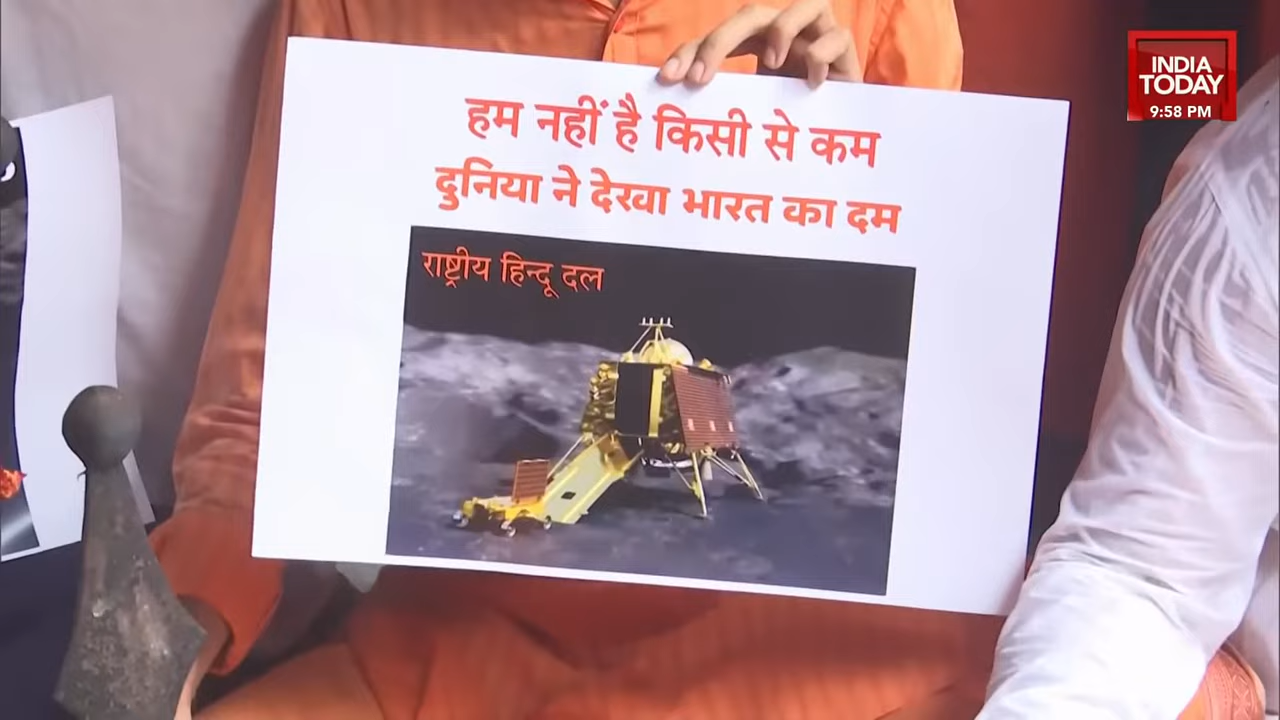 हम नहीं है किसी से कम
दुनिया ने देखा भारत का दम
राष्ट्रीय हिन्दू दल
INDIA
TODAY
9:58 PM